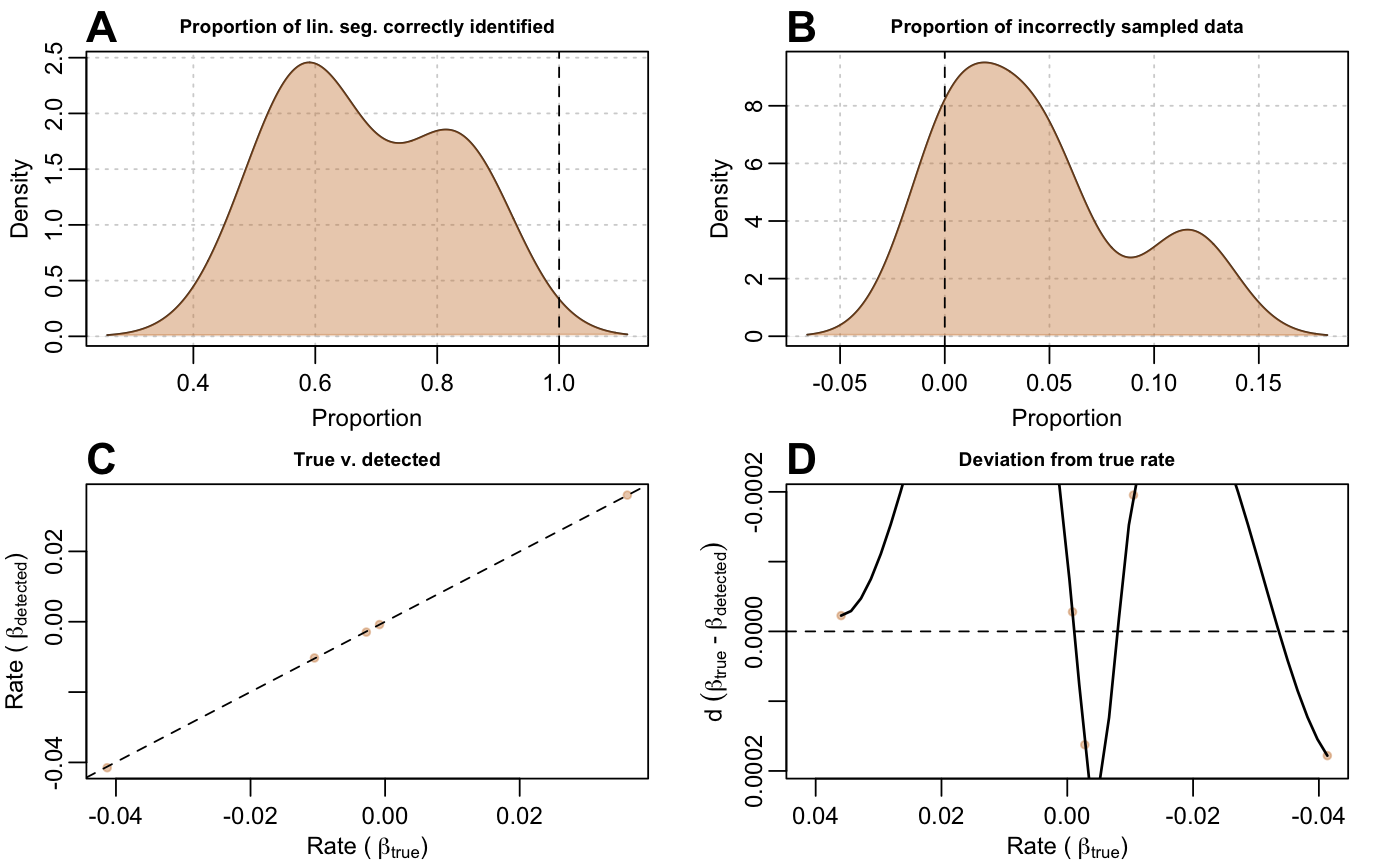 A
Proportion of lin. seg. correctly identified
Density
2.5
2.0
1.5
1.0
0.5
0.0
0.4 0.6 0.8 1.0
Proportion
B
Proportion of incorrectly sampled data
Density
8
6
4
2
0
-0.05 0.00 0.05 0.10 0.15
Proportion
C
True v. detected
Rate ( βdetected)
0.02
0.00
-0.04
-0.04 -0.02 0.00 0.02
Rate ( βtrue)
D
Deviation from true rate
d (βtrue - βdetected)
-0.0002
0.0000
0.0002
0.04 0.02 0.00 -0.02 -0.04
Rate ( βtrue)